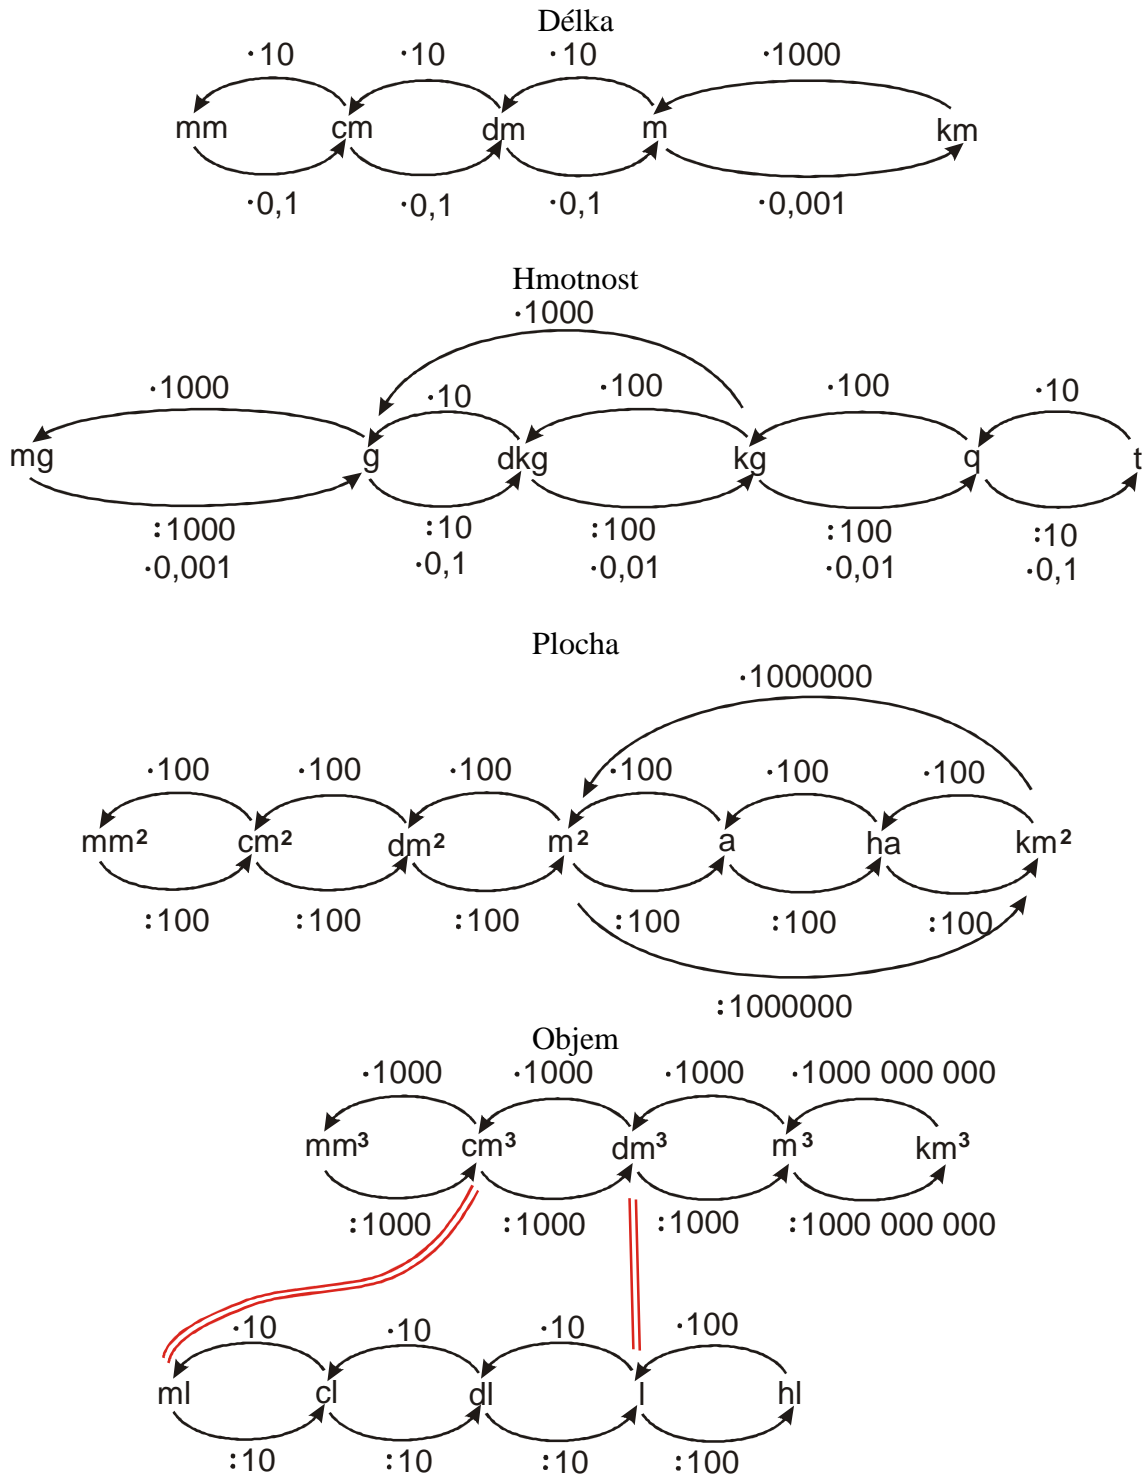 Délka
·10 ·10 ·10 ·1000
mm cm dm m km
·0,1 ·0,1 ·0,1 ·0,001
Hmotnost
·1000
·1000 ·10 ·100 ·100 ·10
mg g dkg kg q t
:1000 :10 :100 :100 :10
·0,001 ·0,1 ·0,01 ·0,01 ·0,1
Plocha
·1000000
·100 ·100 ·100 ·100 ·100 ·100
mm² cm² dm² m² a ha km²
:100 :100 :100 :100 :100 :100
:1000000
Objem
·1000 ·1000 ·1000 ·1000 000 000
mm³ cm³ dm³ m³ km³
:1000 :1000 :1000 :1000 000 000
·10 ·10 ·10 ·100
ml cl dl l hl
:10 :10 :10 :100